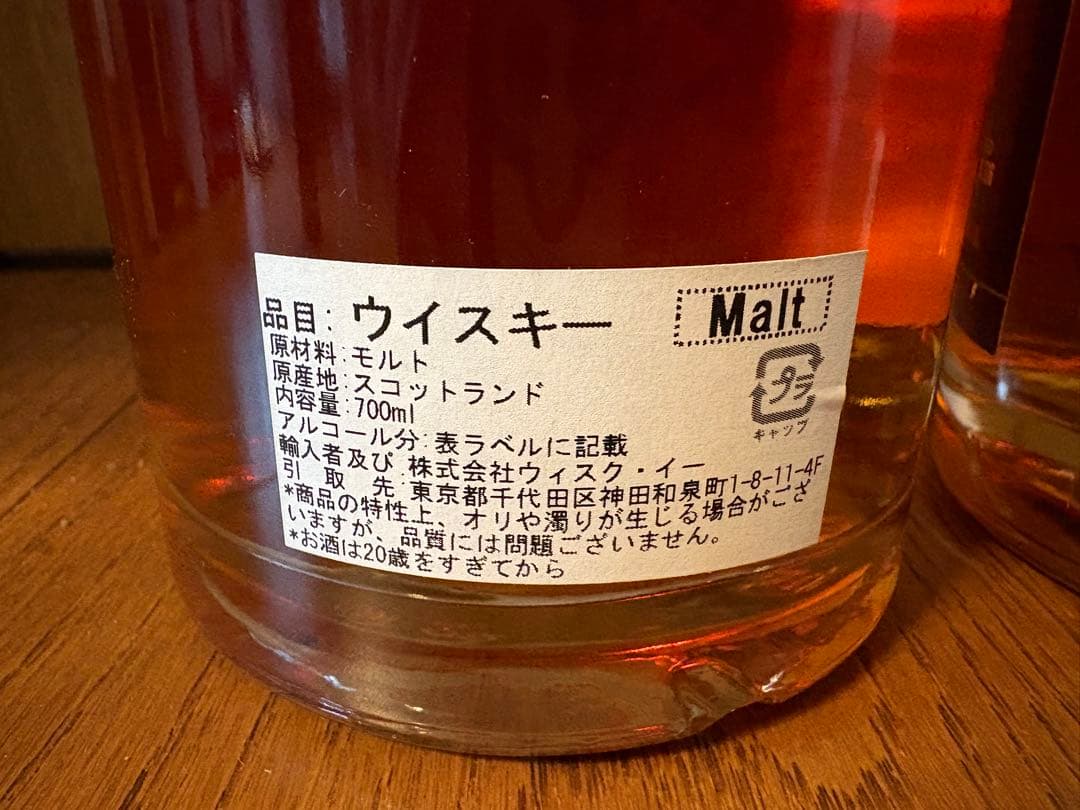 品目: ウイスキー
Malt
原材料:モルト
原産地:スコットランド
内容量:700ml
アルコール分:表ラベルに記載
輸入者及び:株式会社ウィスク・イー
引取先:東京都千代田区神田和泉町1-8-11-4F
*商品の特性上、オリや濁りが生じる場合がござ
いますが、品質には問題ございません。
*お酒は20歳をすぎてから
プラ
キャップ